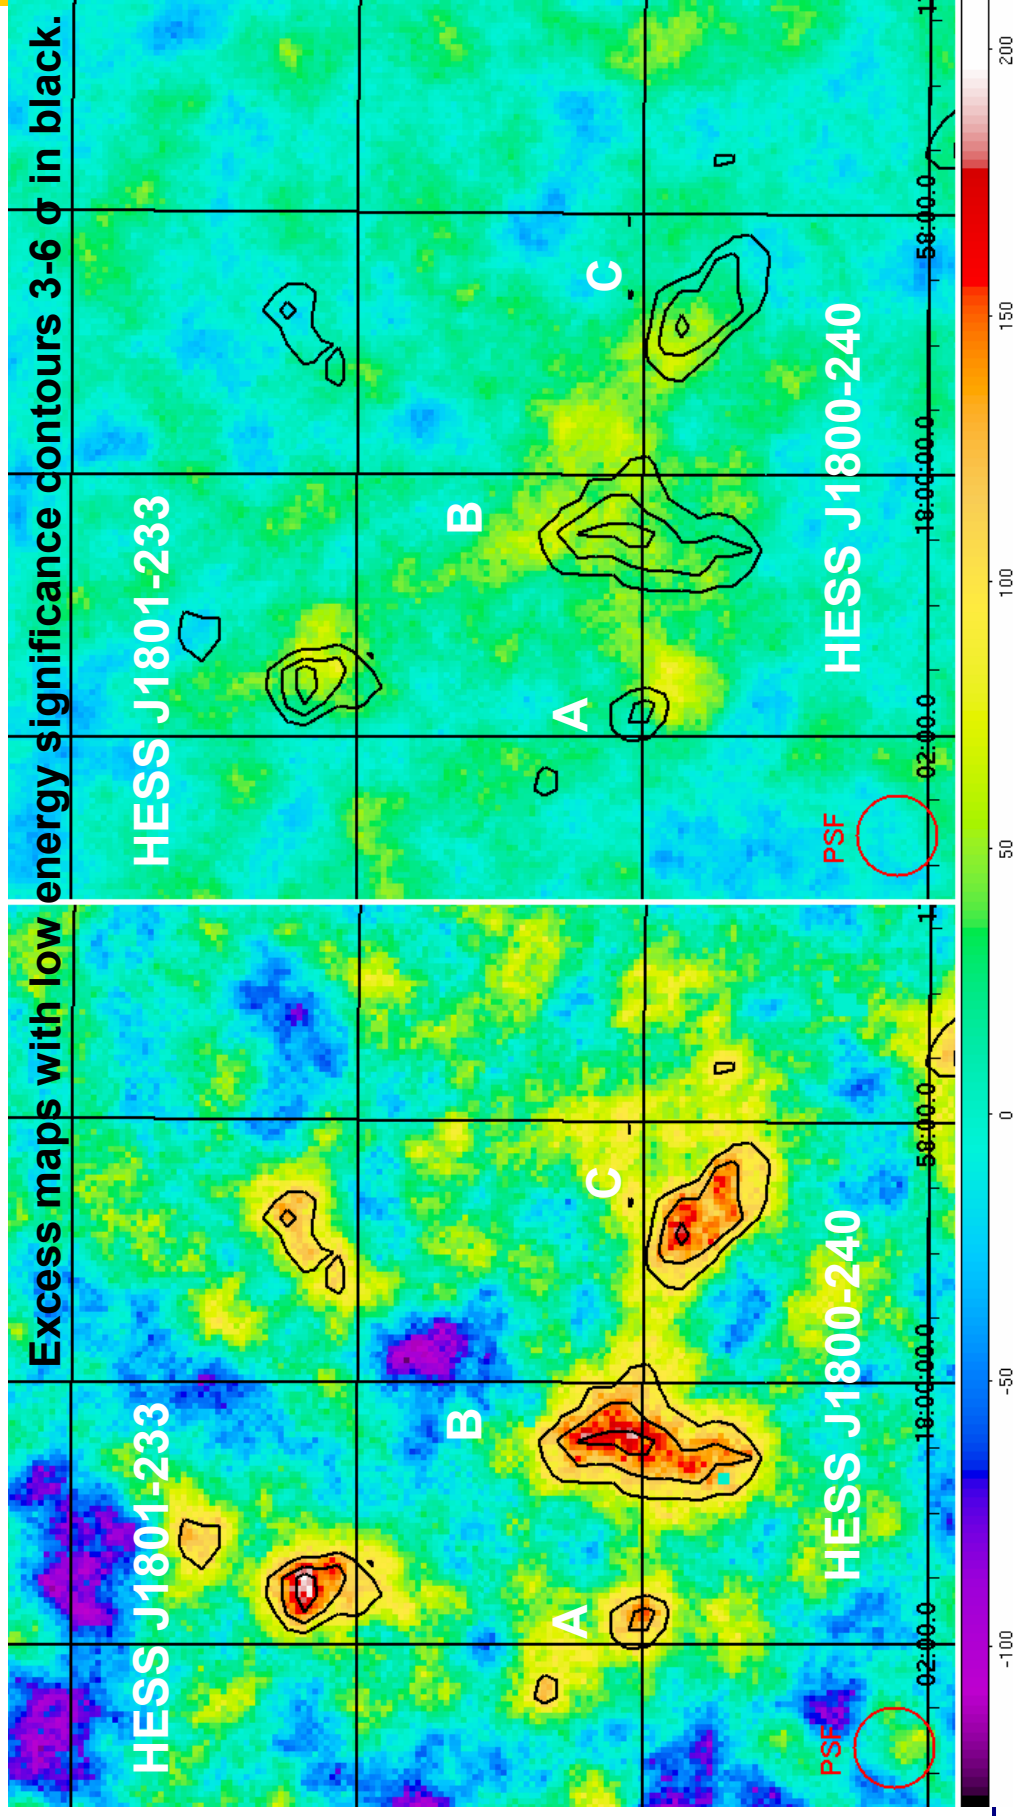 Excess maps with low energy significance contours 3-6 σ in black.
HESS J1801-233
B
A
C
HESS J1800-240
PSF
02:00.0
18:00:00.0
58:00.0
HESS J1801-233
B
A
C
HESS J1800-240
PSF
02:00.0
18:00:00.0
58:00.0
-100
-50
0
50
100
150
200